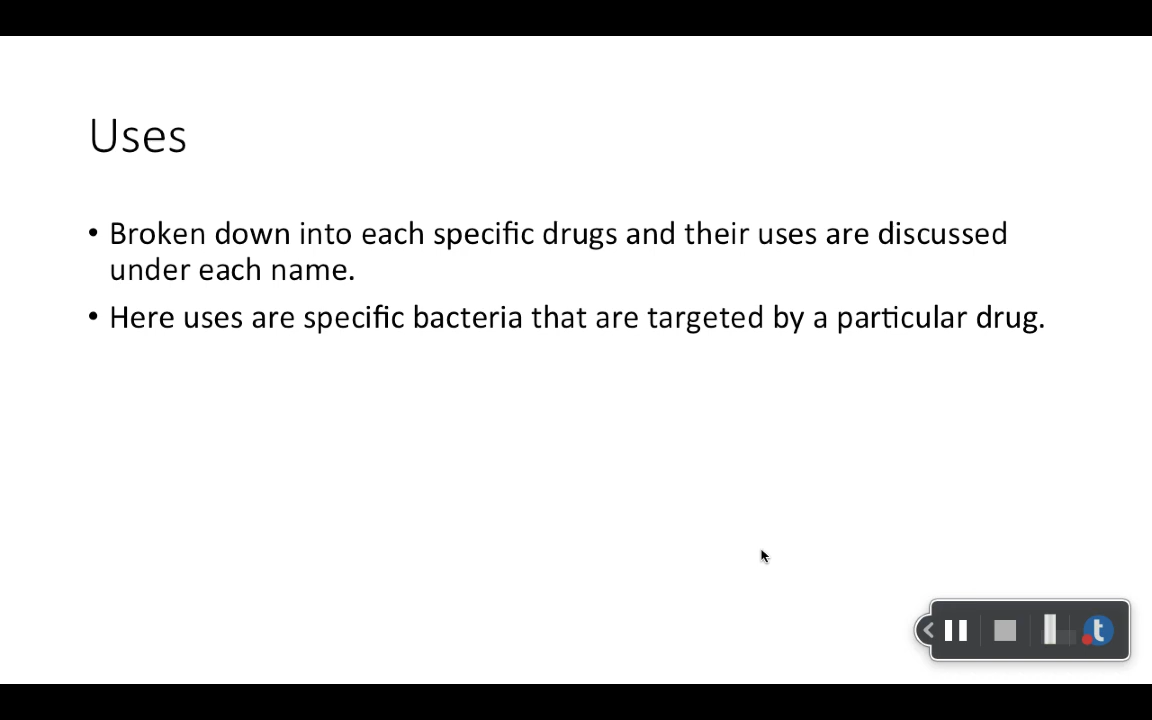 Uses
• Broken down into each specific drugs and their uses are discussed
under each name.
• Here uses are specific bacteria that are targeted by a particular drug.
t